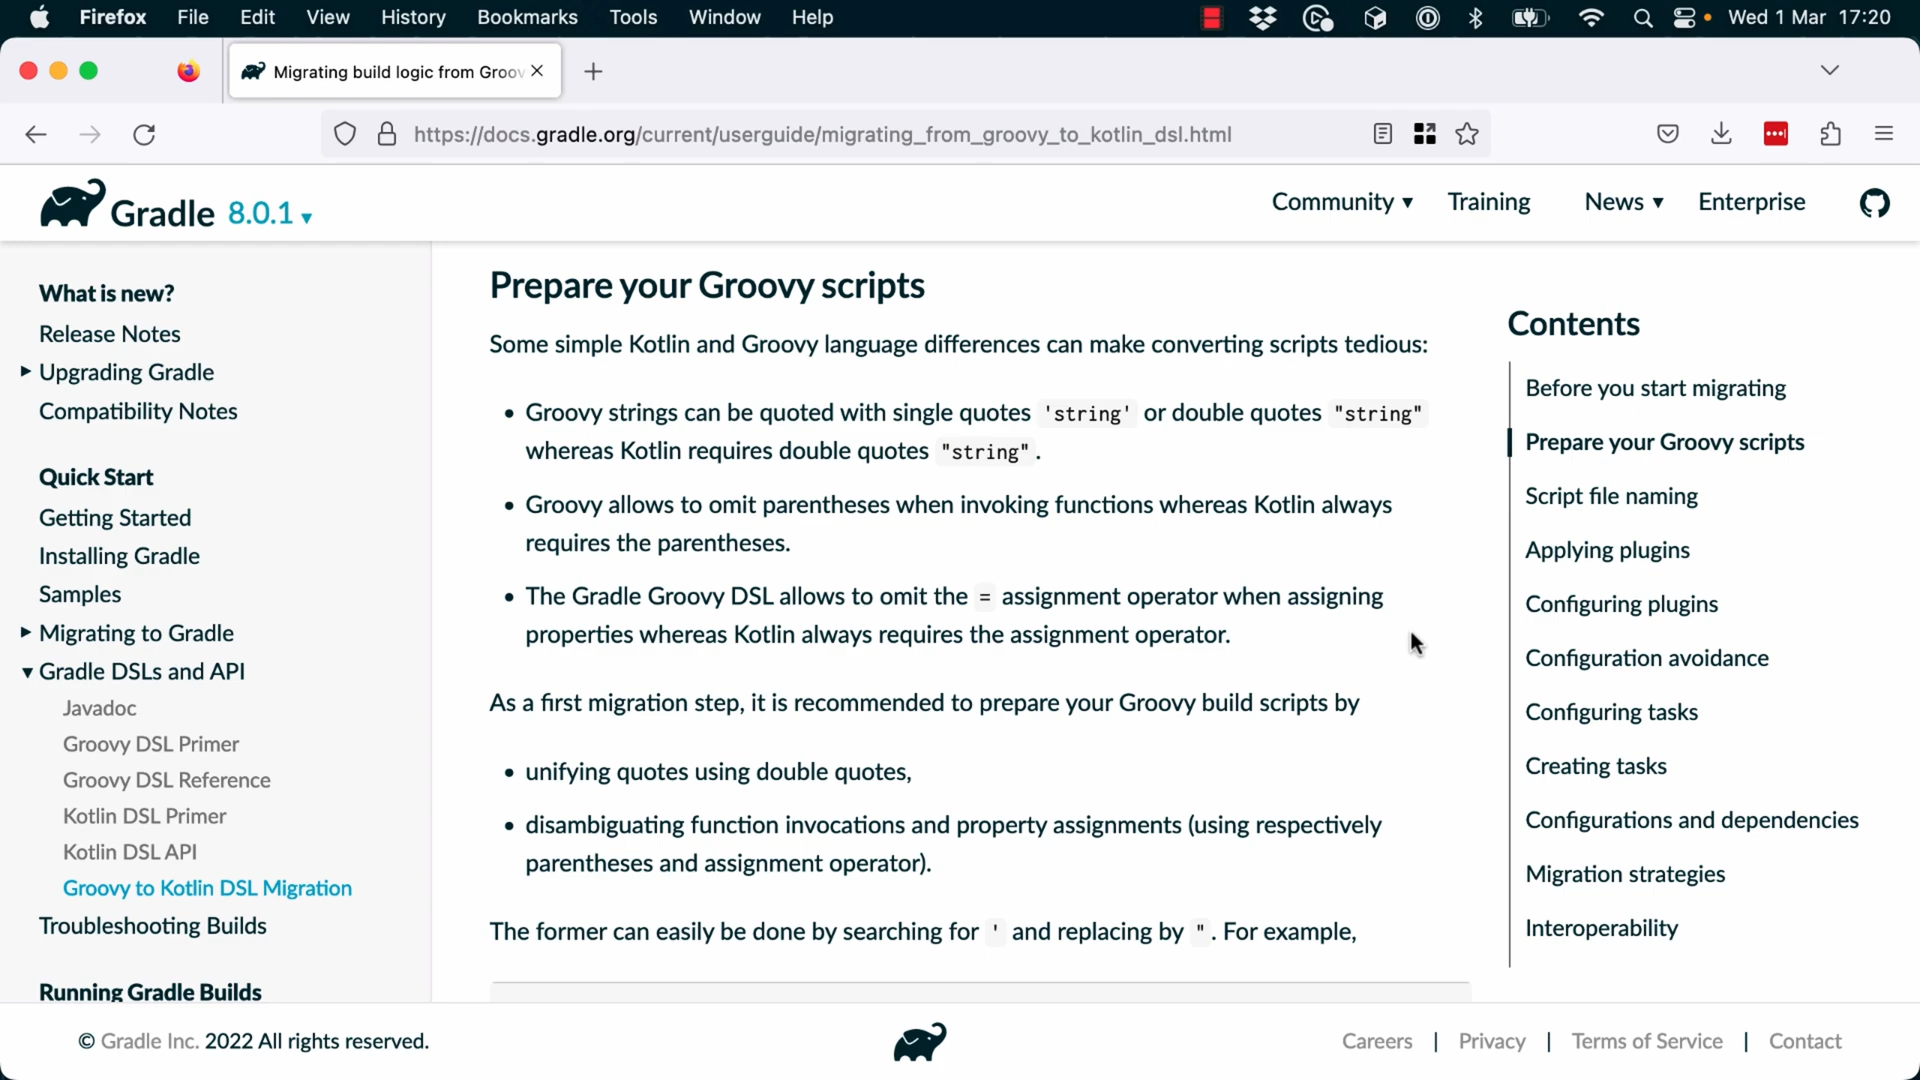 Firefox File Edit View History Bookmarks Tools Window Help Wed 1 Mar 17:20
Migrating build logic from Groov
https://docs.gradle.org/current/userguide/migrating_from_groovy_to_kotlin_dsl.html
Gradle 8.0.1 Community Training News Enterprise
What is new?
Release Notes
Upgrading Gradle
Compatibility Notes
Quick Start
Getting Started
Installing Gradle
Samples
Migrating to Gradle
Gradle DSLs and API
Javadoc
Groovy DSL Primer
Groovy DSL Reference
Kotlin DSL Primer
Kotlin DSL API
Groovy to Kotlin DSL Migration
Troubleshooting Builds
Running Gradle Builds
Prepare your Groovy scripts
Some simple Kotlin and Groovy language differences can make converting scripts tedious:
• Groovy strings can be quoted with single quotes 'string' or double quotes "string"
whereas Kotlin requires double quotes "string".
• Groovy allows to omit parentheses when invoking functions whereas Kotlin always
requires the parentheses.
• The Gradle Groovy DSL allows to omit the = assignment operator when assigning
properties whereas Kotlin always requires the assignment operator.
As a first migration step, it is recommended to prepare your Groovy build scripts by
• unifying quotes using double quotes,
• disambiguating function invocations and property assignments (using respectively
parentheses and assignment operator).
The former can easily be done by searching for ' and replacing by ". For example,
Contents
Before you start migrating
Prepare your Groovy scripts
Script file naming
Applying plugins
Configuring plugins
Configuration avoidance
Configuring tasks
Creating tasks
Configurations and dependencies
Migration strategies
Interoperability
© Gradle Inc. 2022 All rights reserved.
Careers | Privacy | Terms of Service | Contact